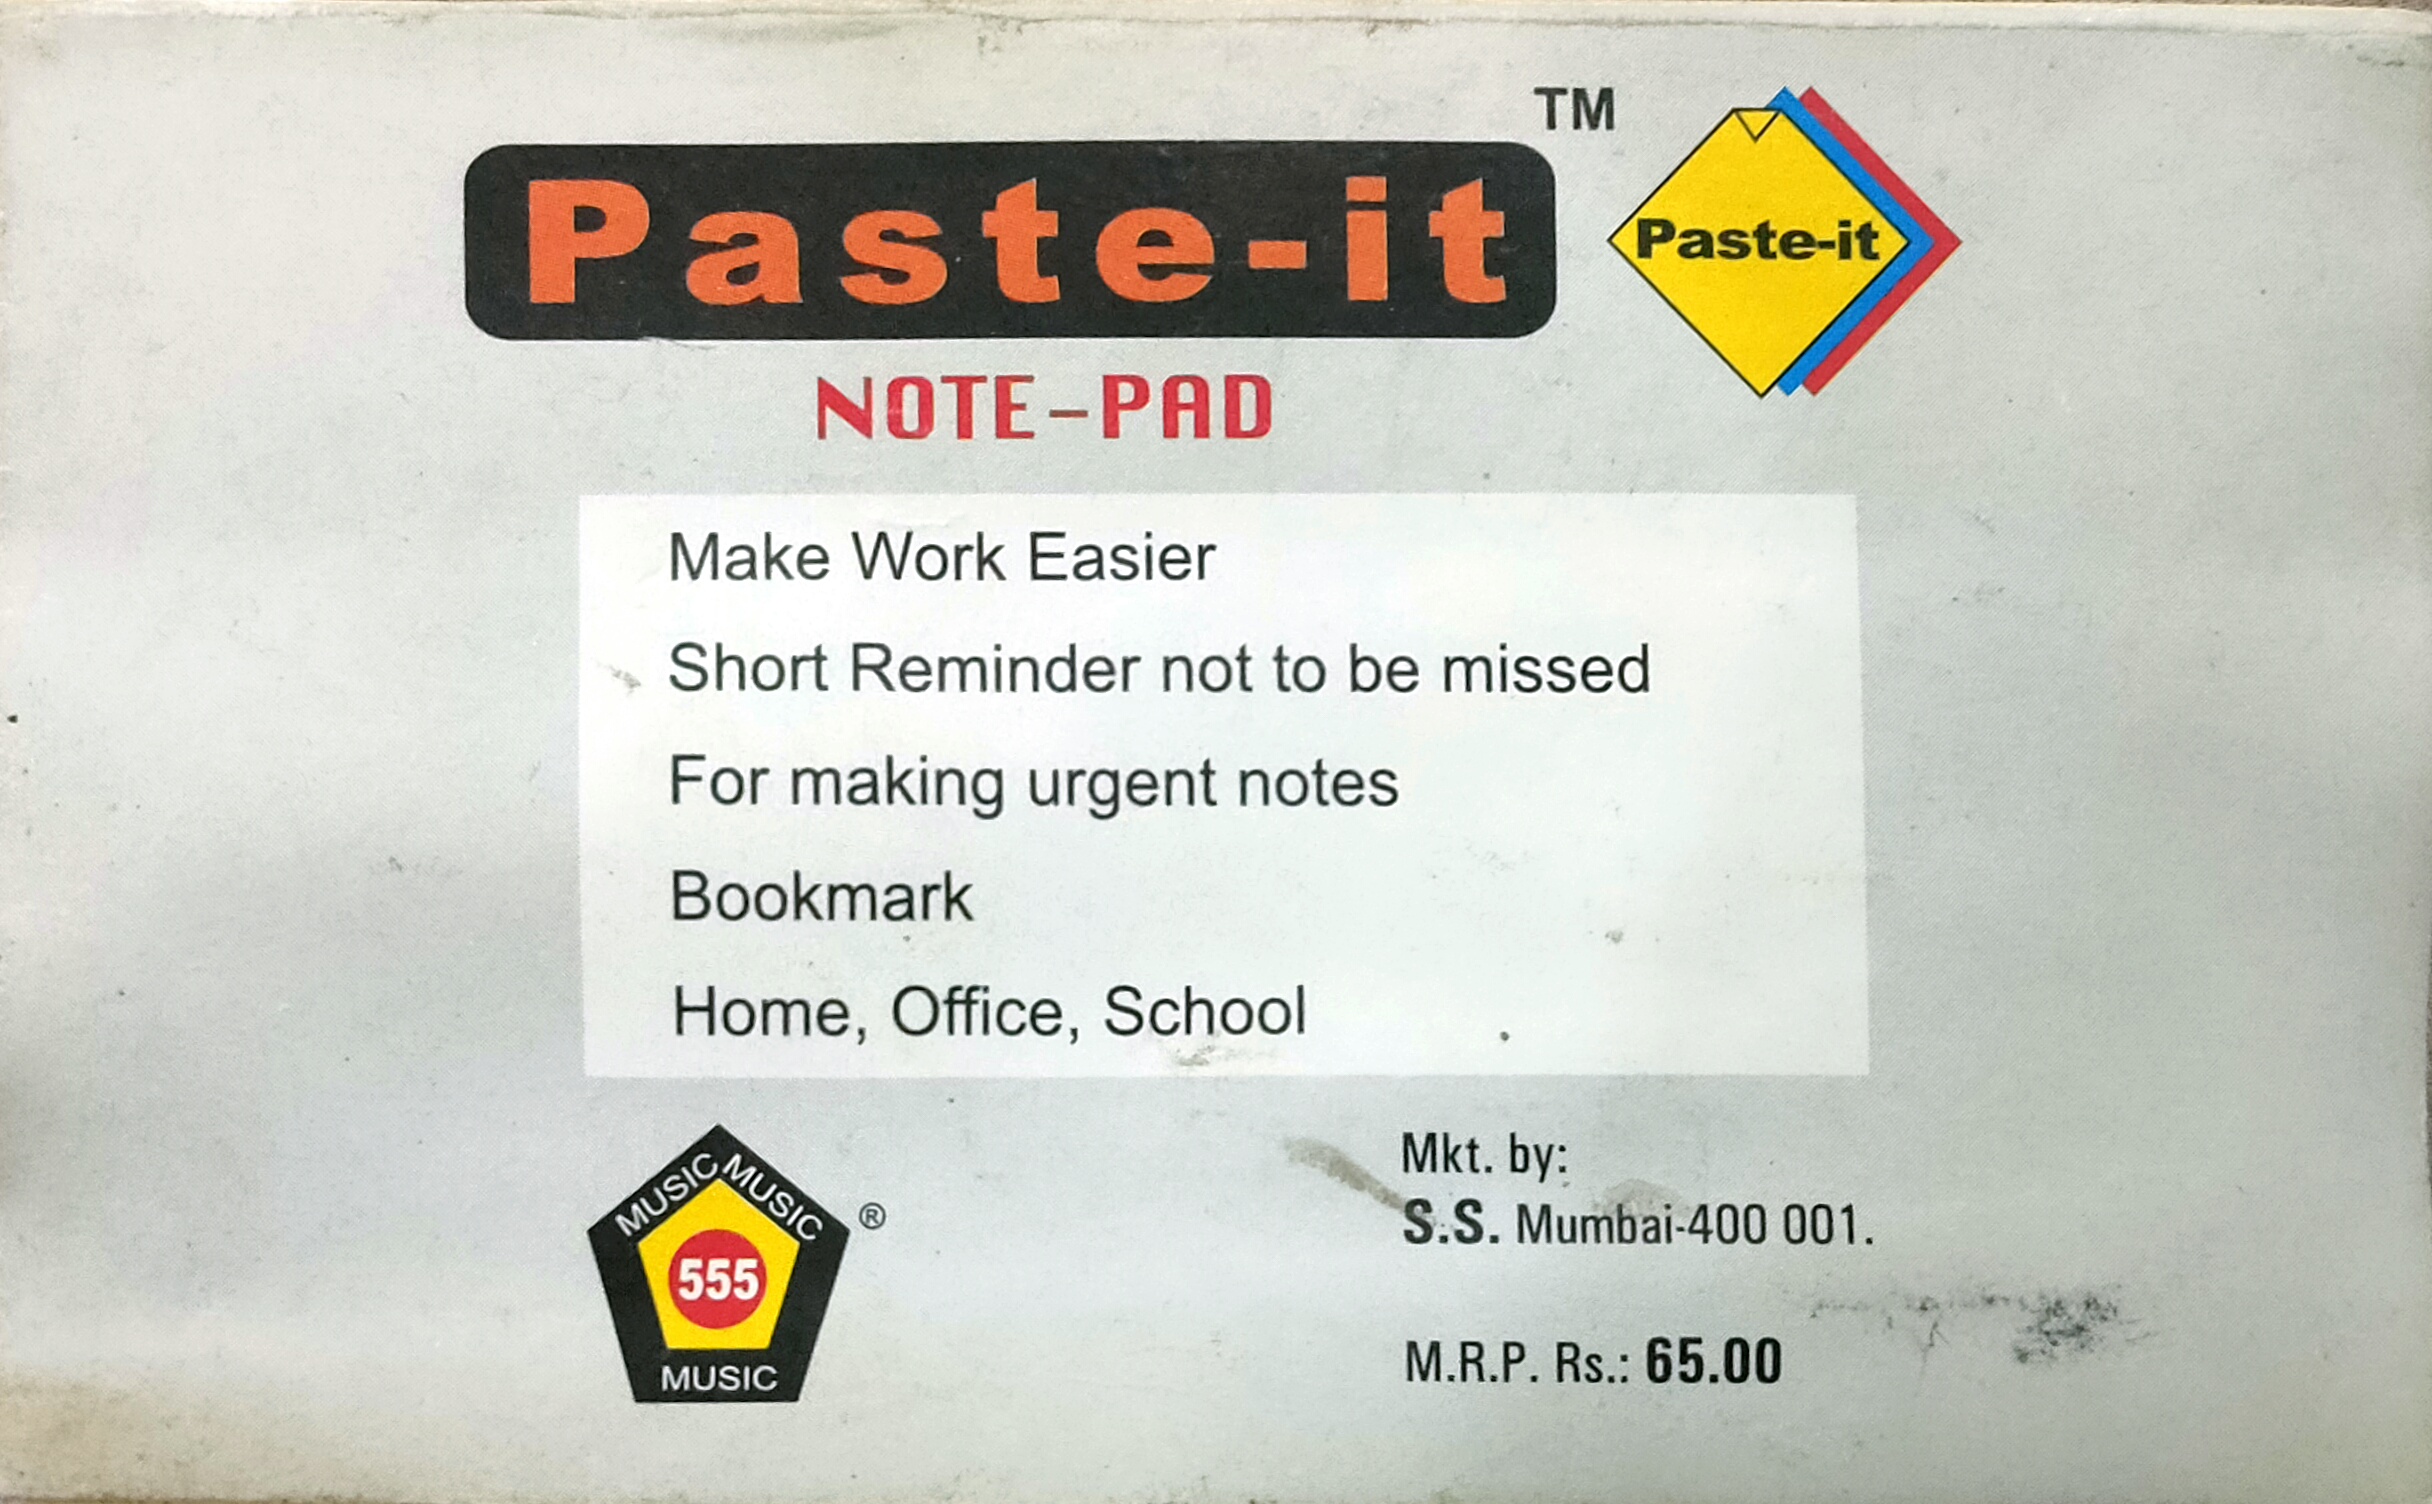 TM
Paste-it
Paste-it
NOTE-PAD
Make Work Easier
Short Reminder not to be missed
For making urgent notes
Bookmark
Home, Office, School
MUSIC MUSIC
555
MUSIC
®
Mkt. by:
S.S. Mumbai-400 001.
M.R.P. Rs.: 65.00